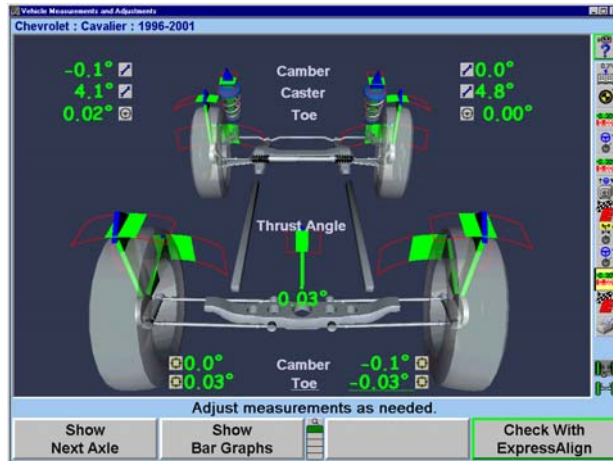 Vehicle Measurements and Adjustments
Chevrolet : Cavalier : 1996-2001
-0.1° Camber 0.0°
4.1° Caster 4.8°
0.02° Toe 0.00°
Thrust Angle
0.03°
0.0° Camber -0.1°
0.03° Toe -0.03°
Adjust measurements as needed.
Show Next Axle
Show Bar Graphs
Check With ExpressAlign